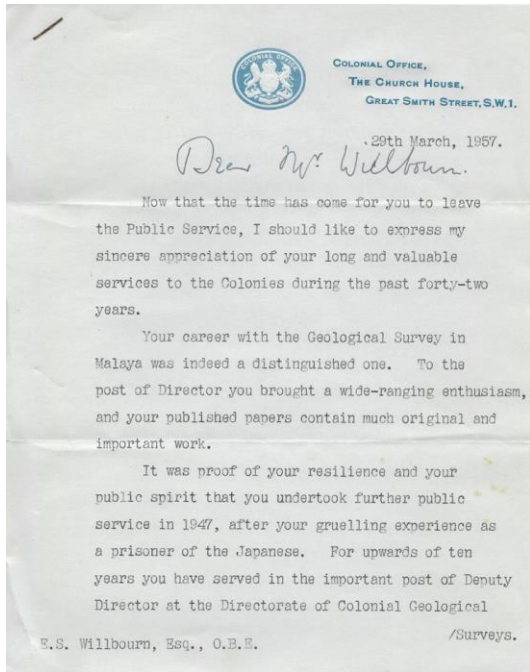 COLONIAL OFFICE
COLONIAL OFFICE,
THE CHURCH HOUSE,
GREAT SMITH STREET, S.W.1.
29th March, 1957.
Dear Mr Willbourn.
Now that the time has come for you to leave
the Public Service, I should like to express my
sincere appreciation of your long and valuable
services to the Colonies during the past forty-two
years.
Your career with the Geological Survey in
Malaya was indeed a distinguished one. To the
post of Director you brought a wide-ranging enthusiasm,
and your published papers contain much original and
important work.
It was proof of your resilience and your
public spirit that you undertook further public
service in 1947, after your gruelling experience as
a prisoner of the Japanese. For upwards of ten
years you have served in the important post of Deputy
Director at the Directorate of Colonial Geological
/Surveys.
E.S. Willbourn, Esq., O.B.E.